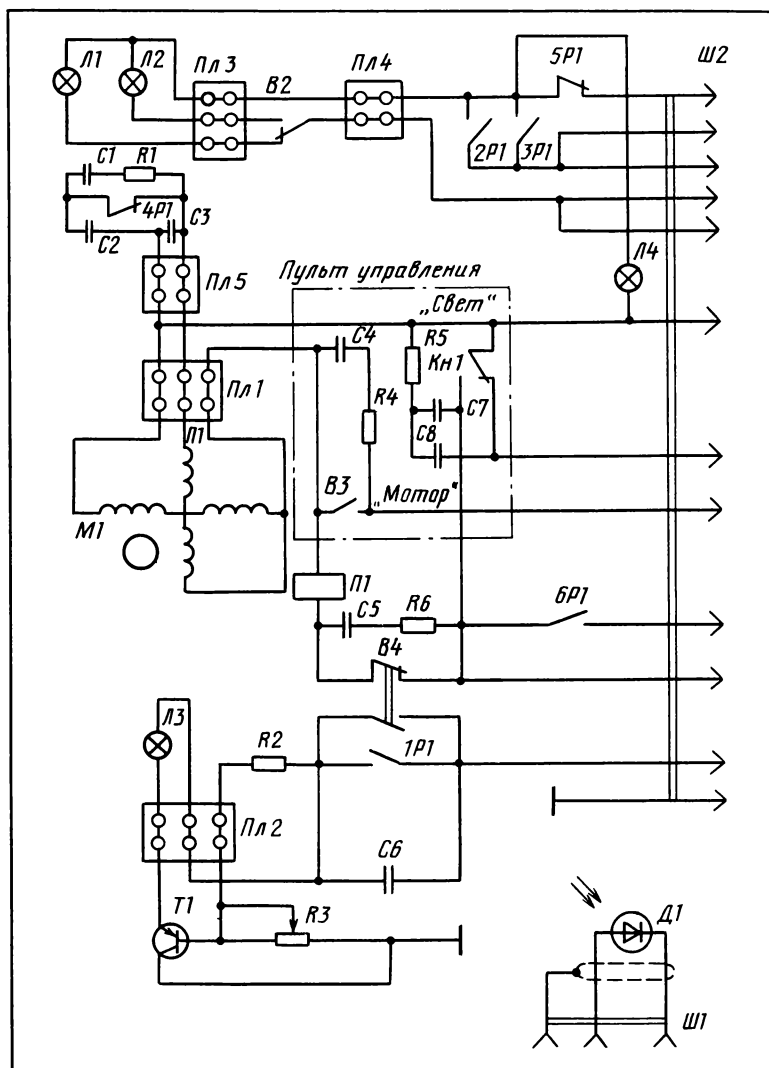 Л1 Л2 Пл3 В2 Пл4 5Р1 Ш2
2Р1 3Р1
С1 R1
4Р1 С3
С2
Пл5
Л4
Пульт управления
„Свет“
С4 R5
Кн1
Пл1 R4 С7
С8
П1
В3 „Мотор“
М1
П1
С5 R6 6Р1
В4
Л3
R2 1Р1
Пл2
С6
Т1
R3
Д1
Ш1